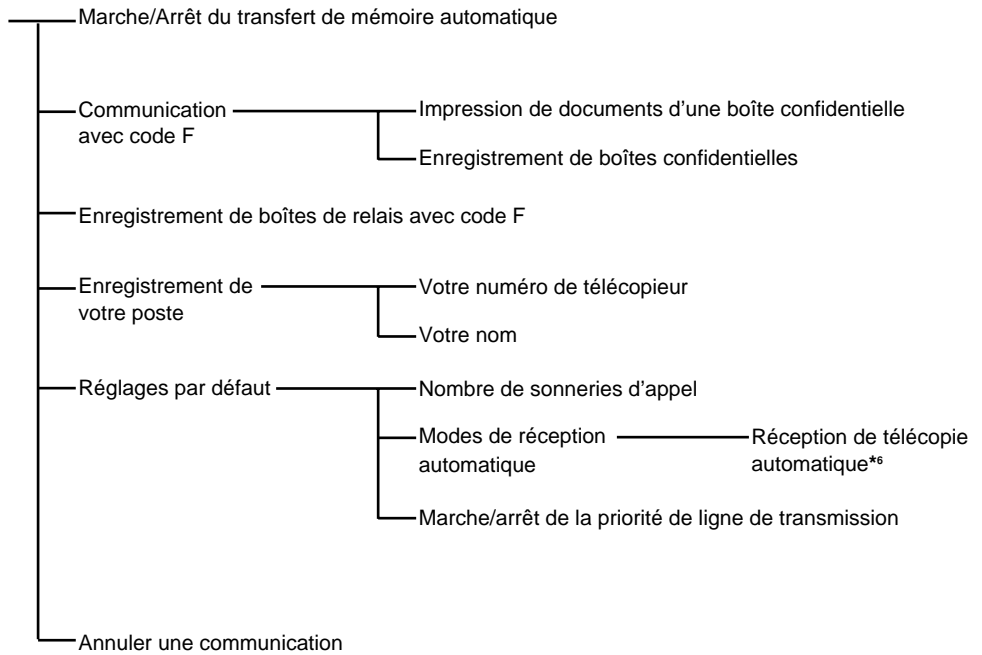 Marche/Arrêt du transfert de mémoire automatique
Communication
avec code F
Impression de documents d’une boîte confidentielle
Enregistrement de boîtes confidentielles
Enregistrement de boîtes de relais avec code F
Enregistrement de
votre poste
Votre numéro de télécopieur
Votre nom
Réglages par défaut
Nombre de sonneries d’appel
Modes de réception
automatique
Réception de télécopie
automatique*⁶
Marche/arrêt de la priorité de ligne de transmission
Annuler une communication